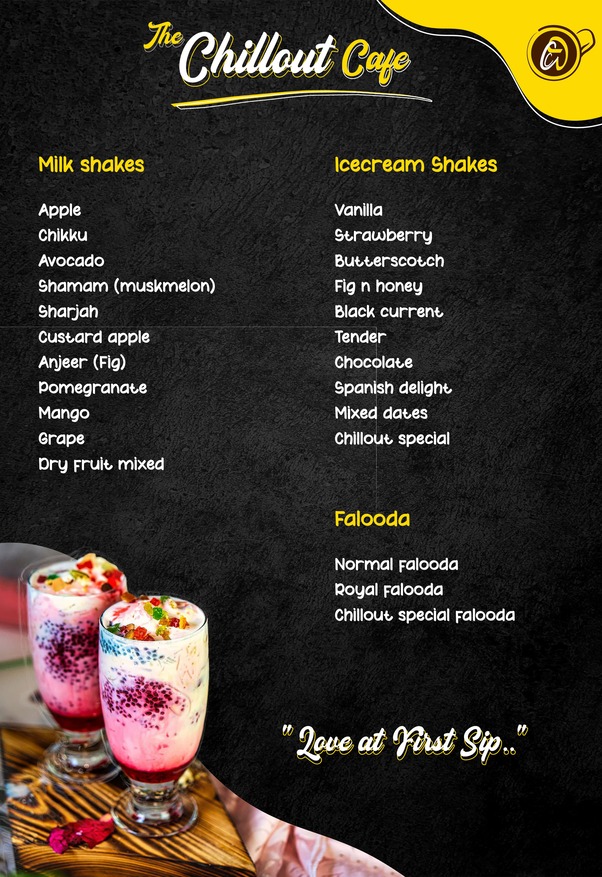 The Chillout Cafe
Milk shakes
Apple
Chikku
Avocado
Shamam (muskmelon)
Sharjah
Custard apple
Anjeer (Fig)
Pomegranate
Mango
Grape
Dry Fruit mixed
Icecream Shakes
Vanilla
Strawberry
Butterscotch
Fig n honey
Black current
Tender
Chocolate
Spanish delight
Mixed dates
Chillout special
Falooda
Normal Falooda
Royal Falooda
Chillout special Falooda
" Love at First Sip.."